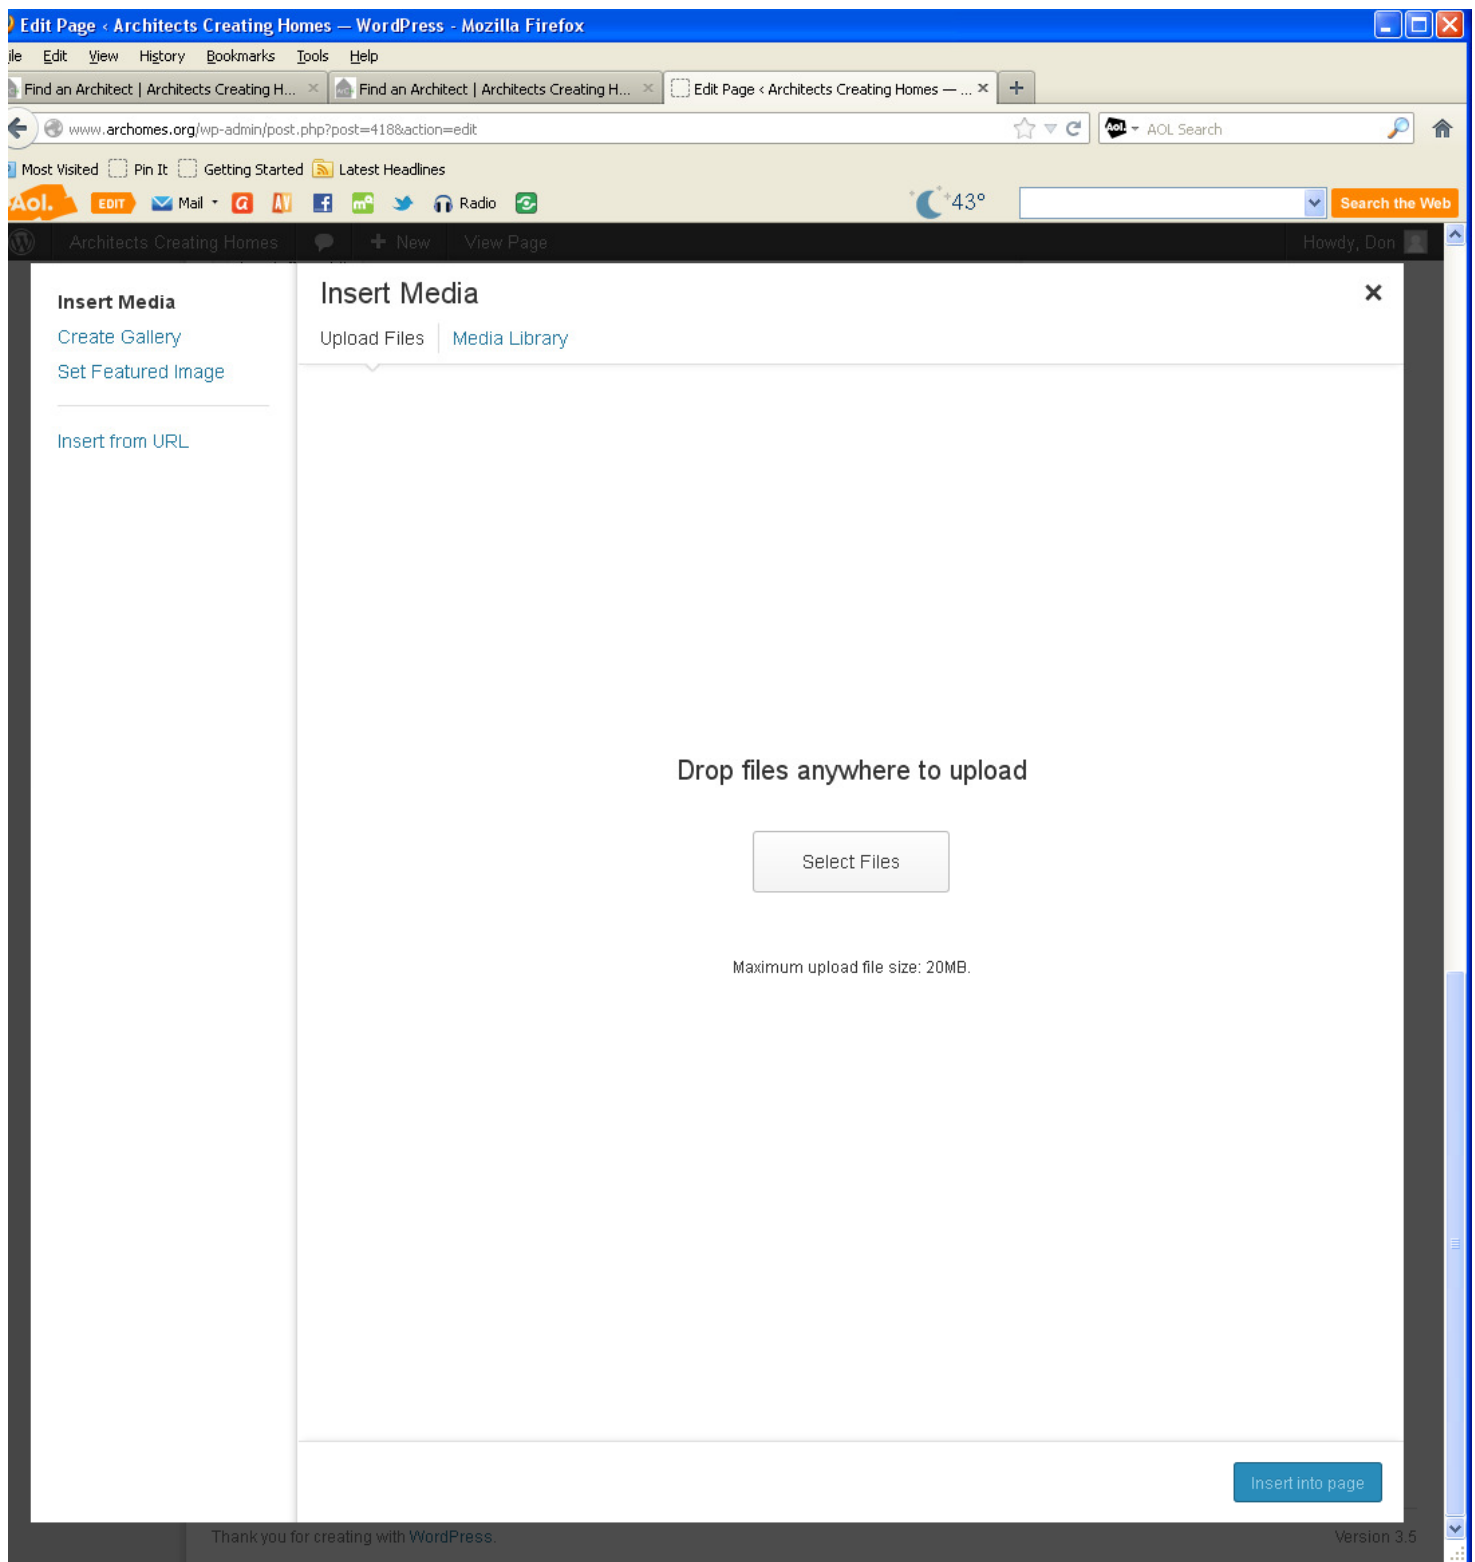 Edit Page ‹ Architects Creating Homes — WordPress - Mozilla Firefox
ile Edit View History Bookmarks Tools Help
Find an Architect | Architects Creating H... × Find an Architect | Architects Creating H... × Edit Page ‹ Architects Creating Homes — ... × +
www.archomes.org/wp-admin/post.php?post=418&action=edit Aol. AOL Search
Most Visited Pin It Getting Started Latest Headlines
Aol. EDIT Mail Radio 43° Search the Web
Architects Creating Homes + New View Page Howdy, Don
Insert Media
Create Gallery
Set Featured Image
Insert from URL
Insert Media ×
Upload Files Media Library
Drop files anywhere to upload
Select Files
Maximum upload file size: 20MB.
Insert into page
Thank you for creating with WordPress. Version 3.5